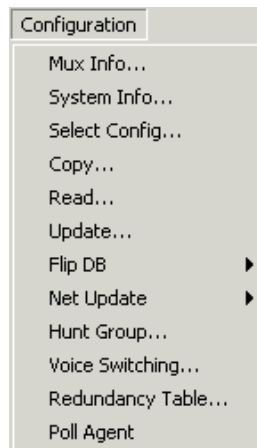 Configuration
Mux Info...
System Info...
Select Config...
Copy...
Read...
Update...
Flip DB
Net Update
Hunt Group...
Voice Switching...
Redundancy Table...
Poll Agent